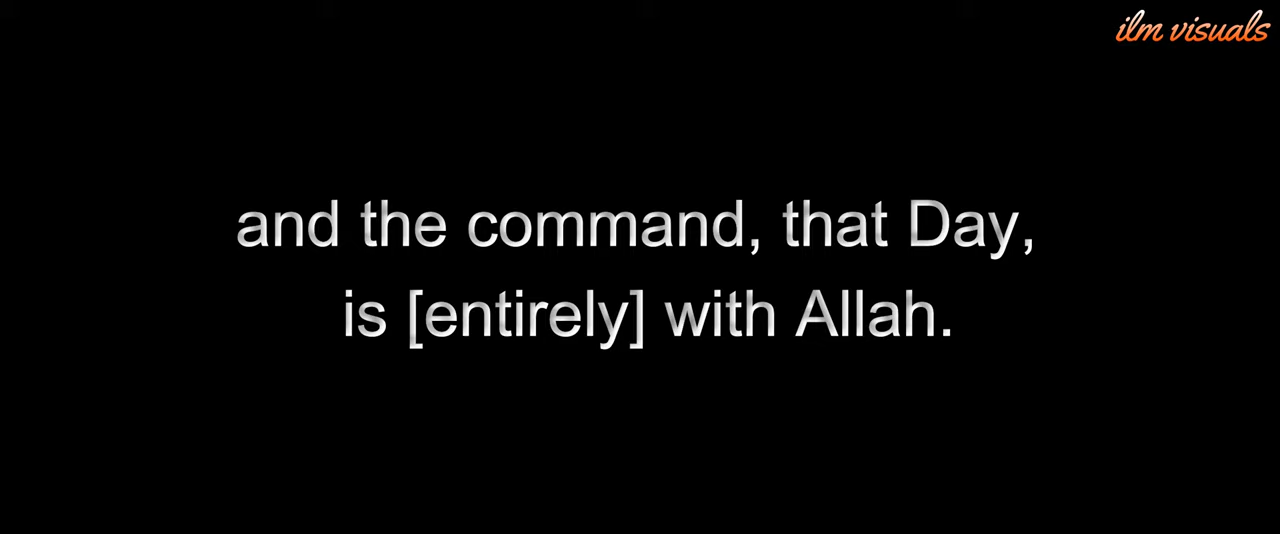 ilm visuals
and the command, that Day,
is [entirely] with Allah.